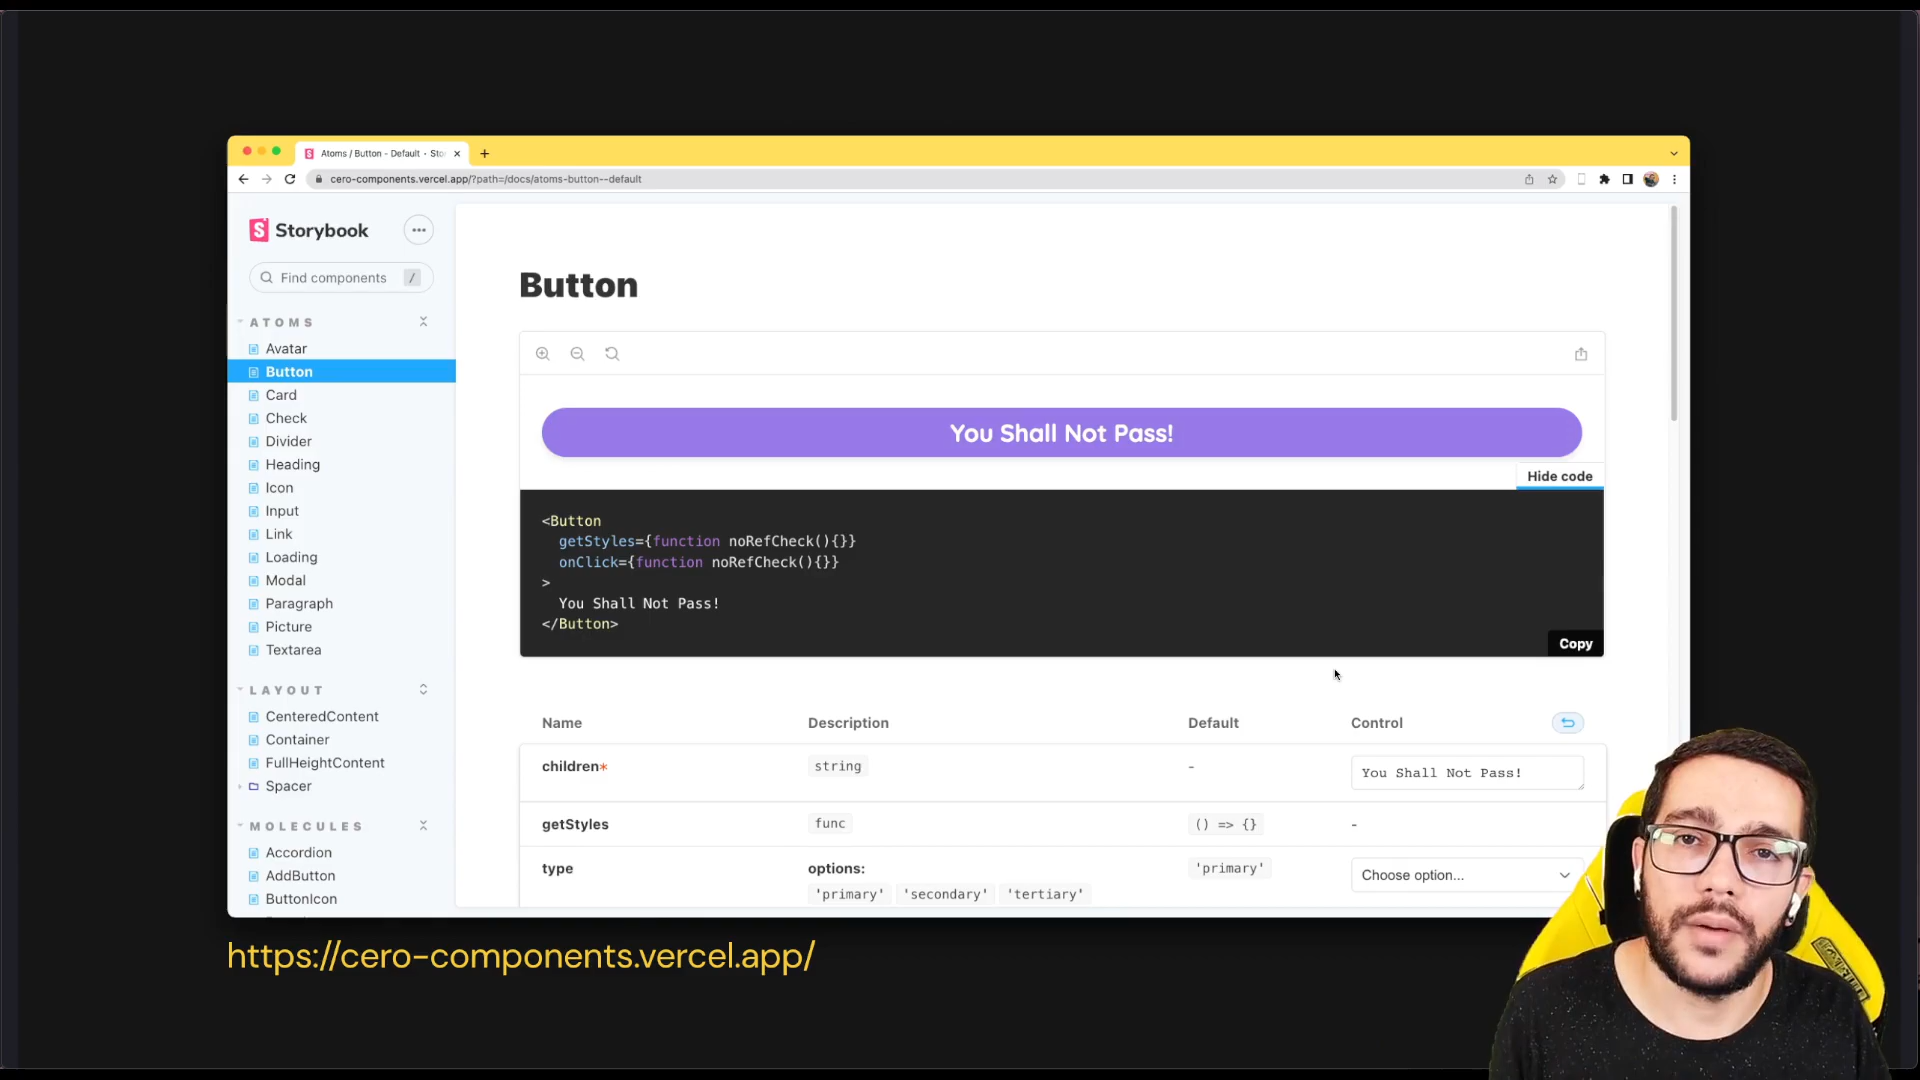 Atoms / Button - Default · Sto
cero-components.vercel.app/?path=/docs/atoms-button--default
Storybook
Find components /
ATOMS
Avatar
Button
Card
Check
Divider
Heading
Icon
Input
Link
Loading
Modal
Paragraph
Picture
Textarea
LAYOUT
CenteredContent
Container
FullHeightContent
Spacer
MOLECULES
Accordion
AddButton
ButtonIcon
Button
You Shall Not Pass!
Hide code
<Button
getStyles={function noRefCheck(){}}
onClick={function noRefCheck(){}}
>
You Shall Not Pass!
</Button>
Copy
Name Description Default Control
children* string - You Shall Not Pass!
getStyles func () => {} -
type options: 'primary' Choose option...
'primary' 'secondary' 'tertiary'
https://cero-components.vercel.app/